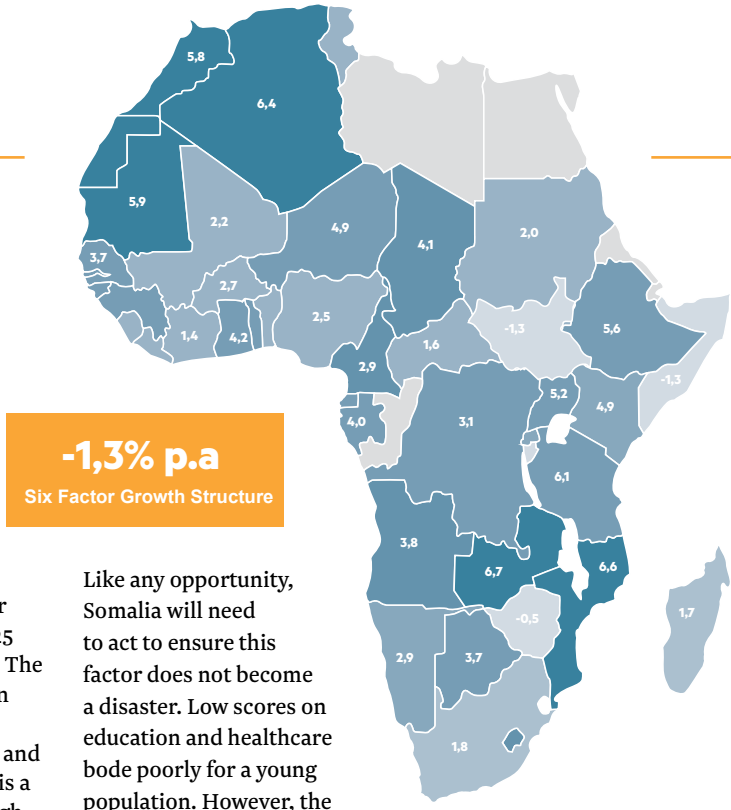 5,8
6,4
5,9
2,2
4,9
4,1
2,0
3,7
2,7
2,5
1,4
4,2
1,6
-1,3
5,6
2,9
5,2
4,9
-1,3
4,0
3,1
6,1
3,8
6,7
6,6
-0,5
1,7
2,9
3,7
1,8
-1,3% p.a
Six Factor Growth Structure
r
5
The
n
and
is a
Like any opportunity,
Somalia will need
to act to ensure this
factor does not become
a disaster. Low scores on
education and healthcare
bode poorly for a young
population. However, the